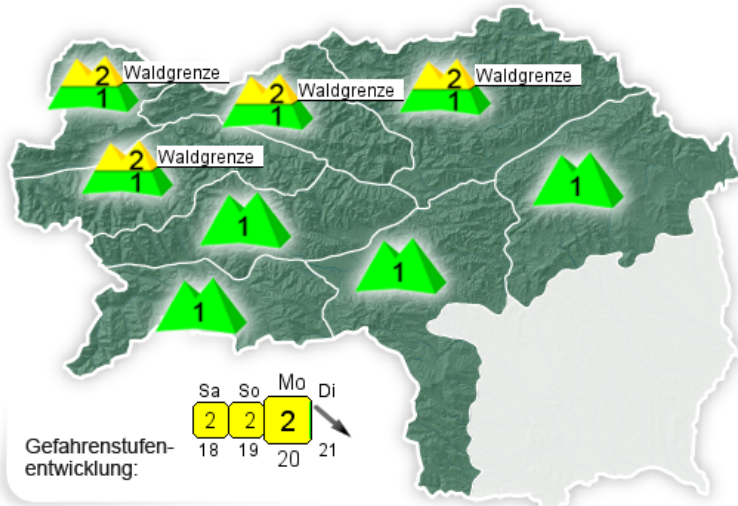 2 Waldgrenze
1
2 Waldgrenze
1
2 Waldgrenze
1
2 Waldgrenze
1
1
1
1
1
Sa So Mo Di
2 2 2
18 19 20 21
Gefahrenstufen-
entwicklung: